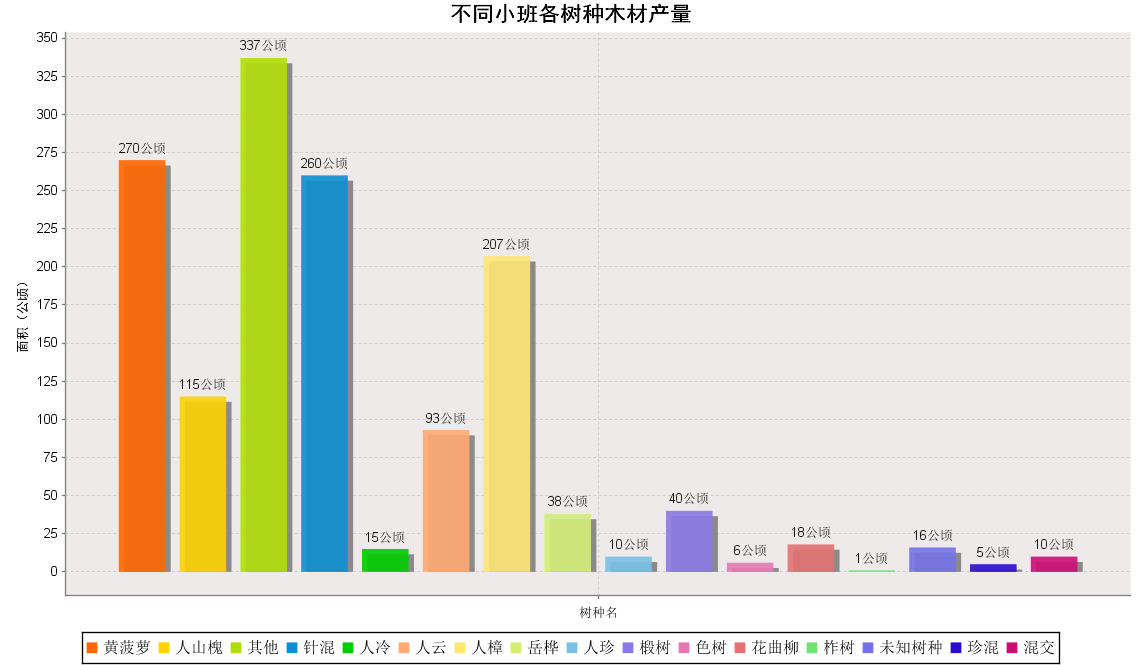 不同小班各树种木材产量
350
325
300
275
250
225
200
175
150
125
100
75
50
25
0
面积（公顷）
270公顷
115公顷
337公顷
260公顷
15公顷
93公顷
207公顷
38公顷
10公顷
40公顷
6公顷
18公顷
1公顷
16公顷
5公顷
10公顷
树种名
黄菠萝 人山槐 其他 针混 人冷 人云 人樟 岳桦 人珍 椴树 色树 花曲柳 柞树 未知树种 珍混 混交